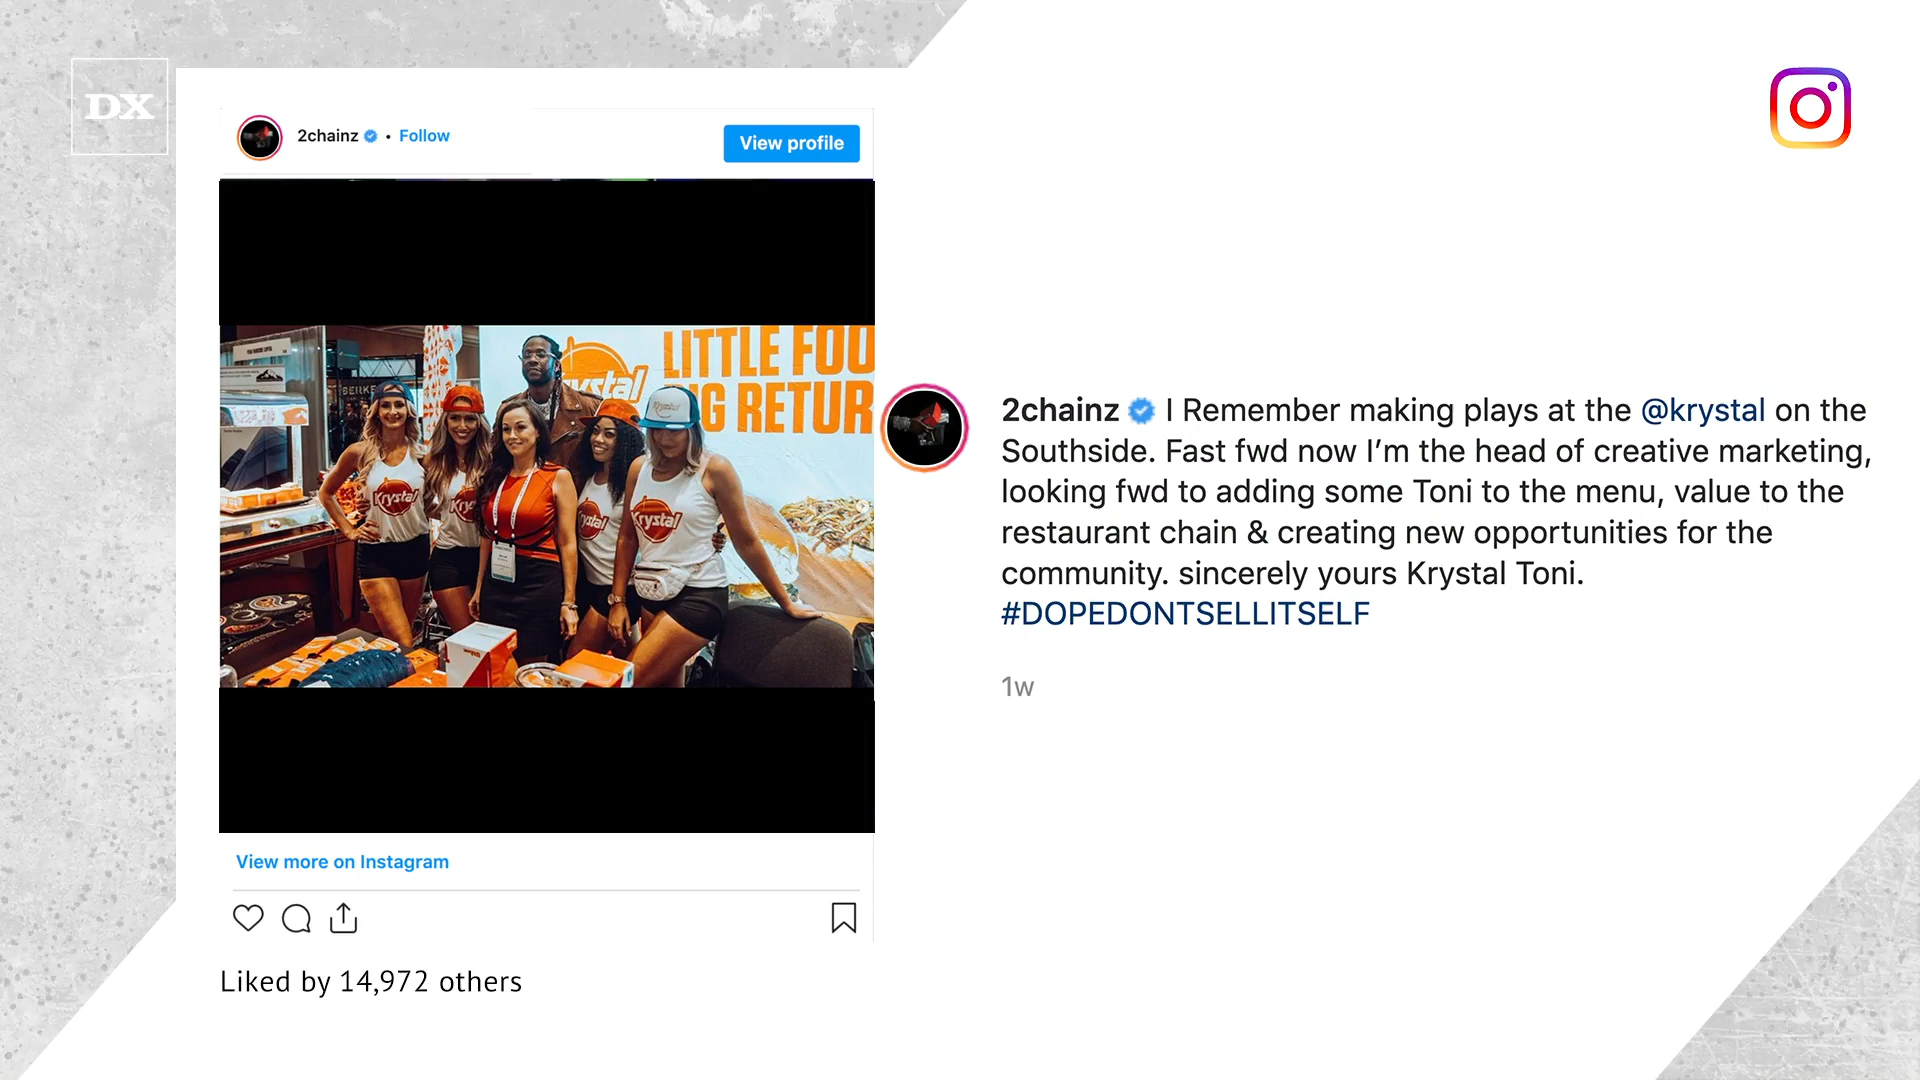 DX
2chainz • Follow
View profile
LITTLE FOO
Krystal
G RETUR
Krystal
Krystal
Krystal
Krystal
View more on Instagram
Liked by 14,972 others
2chainz I Remember making plays at the @krystal on the
Southside. Fast fwd now I’m the head of creative marketing,
looking fwd to adding some Toni to the menu, value to the
restaurant chain & creating new opportunities for the
community. sincerely yours Krystal Toni.
#DOPEDONTSELLITSELF
1w